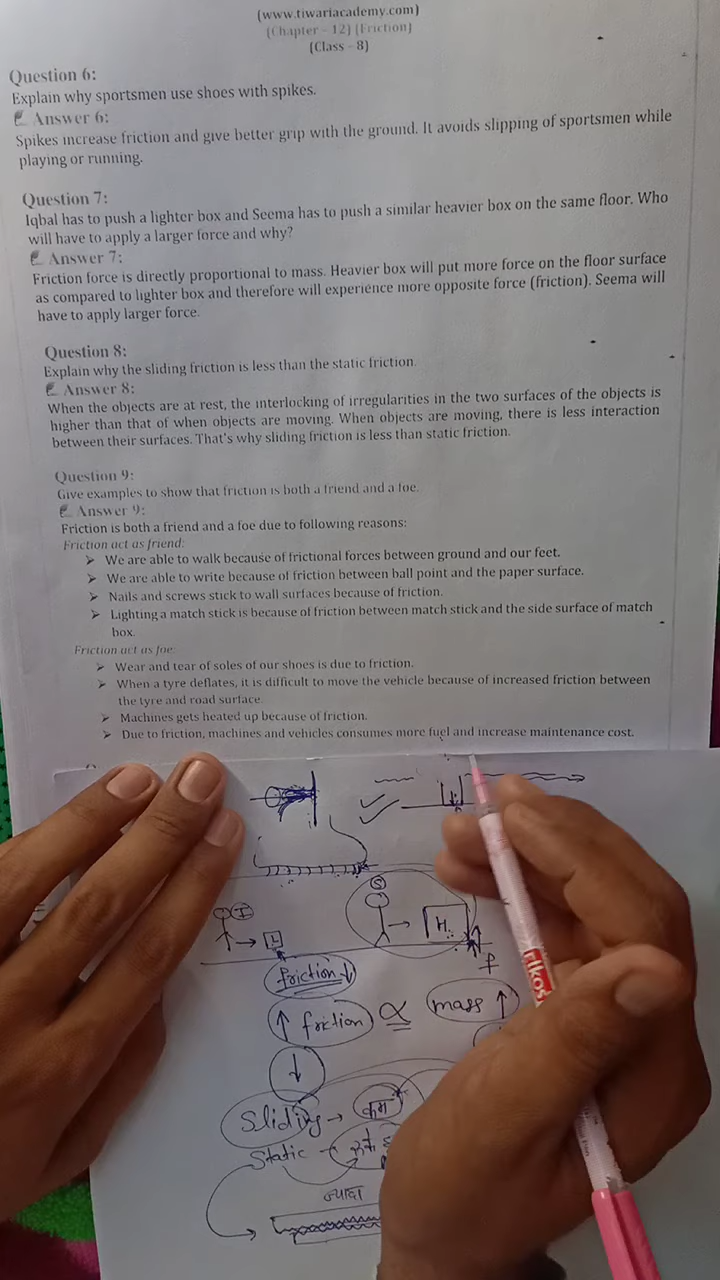 (www.tiwariacademy.com)
(Chapter – 12) (Friction)
(Class – 8)
Question 6:
Explain why sportsmen use shoes with spikes.
Answer 6:
Spikes increase friction and give better grip with the ground. It avoids slipping of sportsmen while
playing or running.
Question 7:
Iqbal has to push a lighter box and Seema has to push a similar heavier box on the same floor. Who
will have to apply a larger force and why?
Answer 7:
Friction force is directly proportional to mass. Heavier box will put more force on the floor surface
as compared to lighter box and therefore will experience more opposite force (friction). Seema will
have to apply larger force.
Question 8:
Explain why the sliding friction is less than the static friction.
Answer 8:
When the objects are at rest, the interlocking of irregularities in the two surfaces of the objects is
higher than that of when objects are moving. When objects are moving, there is less interaction
between their surfaces. That's why sliding friction is less than static friction.
Question 9:
Give examples to show that friction is both a friend and a foe.
Answer 9:
Friction is both a friend and a foe due to following reasons:
Friction act as friend:
➢ We are able to walk because of frictional forces between ground and our feet.
➢ We are able to write because of friction between ball point and the paper surface.
➢ Nails and screws stick to wall surfaces because of friction.
➢ Lighting a match stick is because of friction between match stick and the side surface of match
box.
Friction act as foe:
➢ Wear and tear of soles of our shoes is due to friction.
➢ When a tyre deflates, it is difficult to move the vehicle because of increased friction between
the tyre and road surface.
➢ Machines gets heated up because of friction.
➢ Due to friction, machines and vehicles consumes more fuel and increase maintenance cost.
I → L S → H
f
friction ↓
↑ friction ∝ mass ↑
↓
Sliding → कम
Static →
ज्यादा
rikos